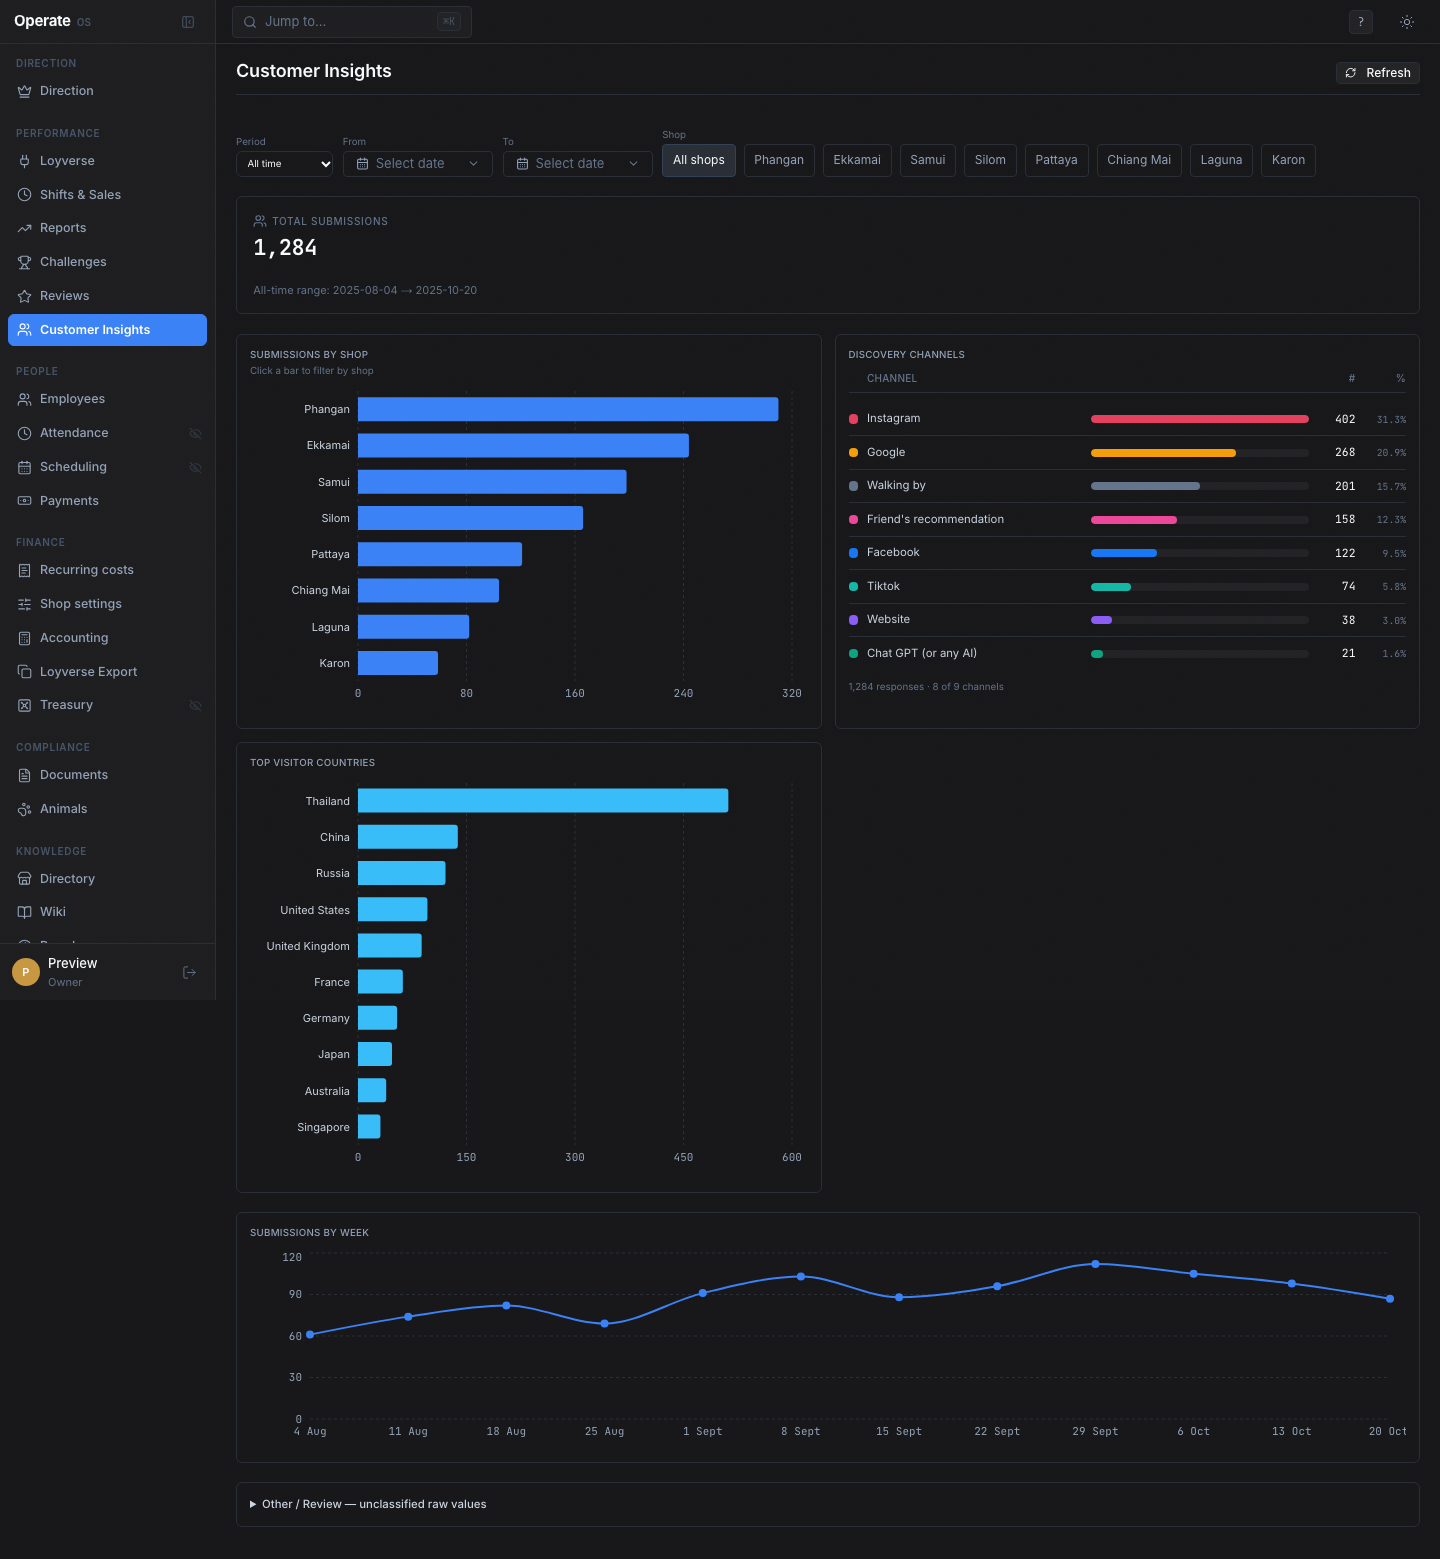 Operate OS
Jump to...
⌘K
?
DIRECTION
Direction
PERFORMANCE
Loyverse
Shifts & Sales
Reports
Challenges
Reviews
Customer Insights
PEOPLE
Employees
Attendance
Scheduling
Payments
FINANCE
Recurring costs
Shop settings
Accounting
Loyverse Export
Treasury
COMPLIANCE
Documents
Animals
KNOWLEDGE
Directory
Wiki
P
Preview
Owner
Customer Insights
Refresh
Period
All time
From
Select date
To
Select date
Shop
All shops
Phangan
Ekkamai
Samui
Silom
Pattaya
Chiang Mai
Laguna
Karon
TOTAL SUBMISSIONS
1,284
All-time range: 2025-08-04 → 2025-10-20
SUBMISSIONS BY SHOP
Click a bar to filter by shop
Phangan
Ekkamai
Samui
Silom
Pattaya
Chiang Mai
Laguna
Karon
0 80 160 240 320
DISCOVERY CHANNELS
CHANNEL # %
Instagram 402 31.3%
Google 268 20.9%
Walking by 201 15.7%
Friend's recommendation 158 12.3%
Facebook 122 9.5%
Tiktok 74 5.8%
Website 38 3.0%
Chat GPT (or any AI) 21 1.6%
1,284 responses · 8 of 9 channels
TOP VISITOR COUNTRIES
Thailand
China
Russia
United States
United Kingdom
France
Germany
Japan
Australia
Singapore
0 150 300 450 600
SUBMISSIONS BY WEEK
120
90
60
30
0
4 Aug 11 Aug 18 Aug 25 Aug 1 Sept 8 Sept 15 Sept 22 Sept 29 Sept 6 Oct 13 Oct 20 Oct
Other / Review — unclassified raw values